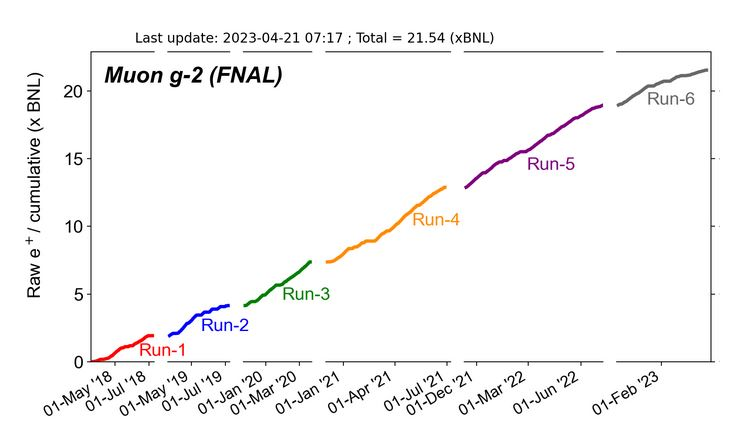 Last update: 2023-04-21 07:17 ; Total = 21.54 (xBNL)
Muon g-2 (FNAL)
Raw e+ / cumulative (x BNL)
20
15
10
5
0
Run-1
Run-2
Run-3
Run-4
Run-5
Run-6
01-May '18
01-Jul '18
01-May '19
01-Jul '19
01-Jan '20
01-Mar '20
01-Jan '21
01-Apr '21
01-Jul '21
01-Dec '21
01-Mar '22
01-Jun '22
01-Feb '23